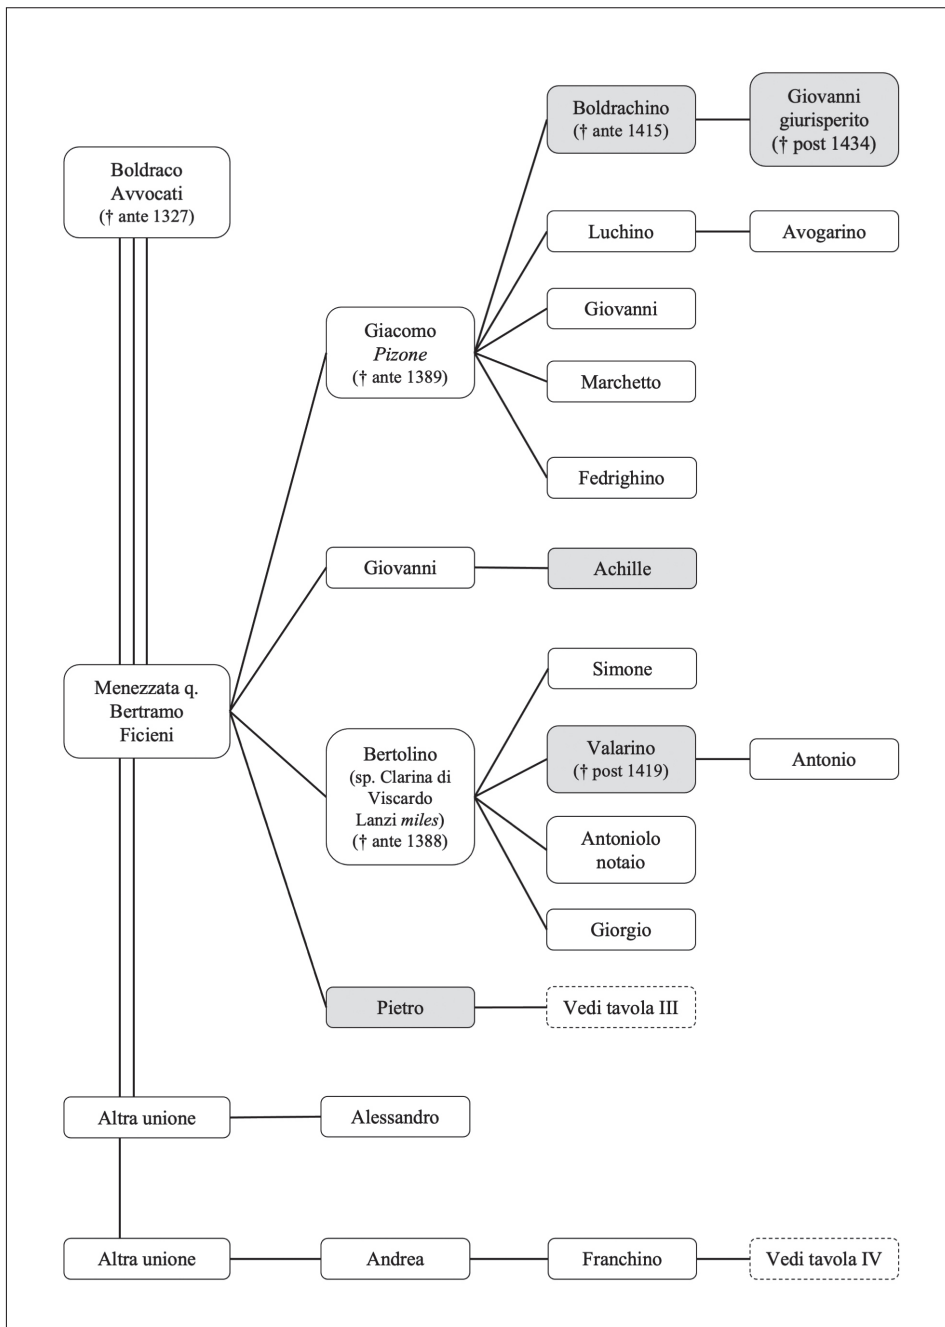 Boldraco
Avvocati
(† ante 1327)
Menezzata q.
Bertramo
Ficieni
Giacomo
Pizone
(† ante 1389)
Boldrachino
(† ante 1415)
Giovanni
giurisperito
(† post 1434)
Luchino
Avogarino
Giovanni
Marchetto
Fedrighino
Giovanni
Achille
Bertolino
(sp. Clarina di
Viscardo
Lanzi miles)
(† ante 1388)
Simone
Valarino
(† post 1419)
Antonio
Antoniolo
notaio
Giorgio
Pietro
Vedi tavola III
Altra unione
Alessandro
Altra unione
Andrea
Franchino
Vedi tavola IV